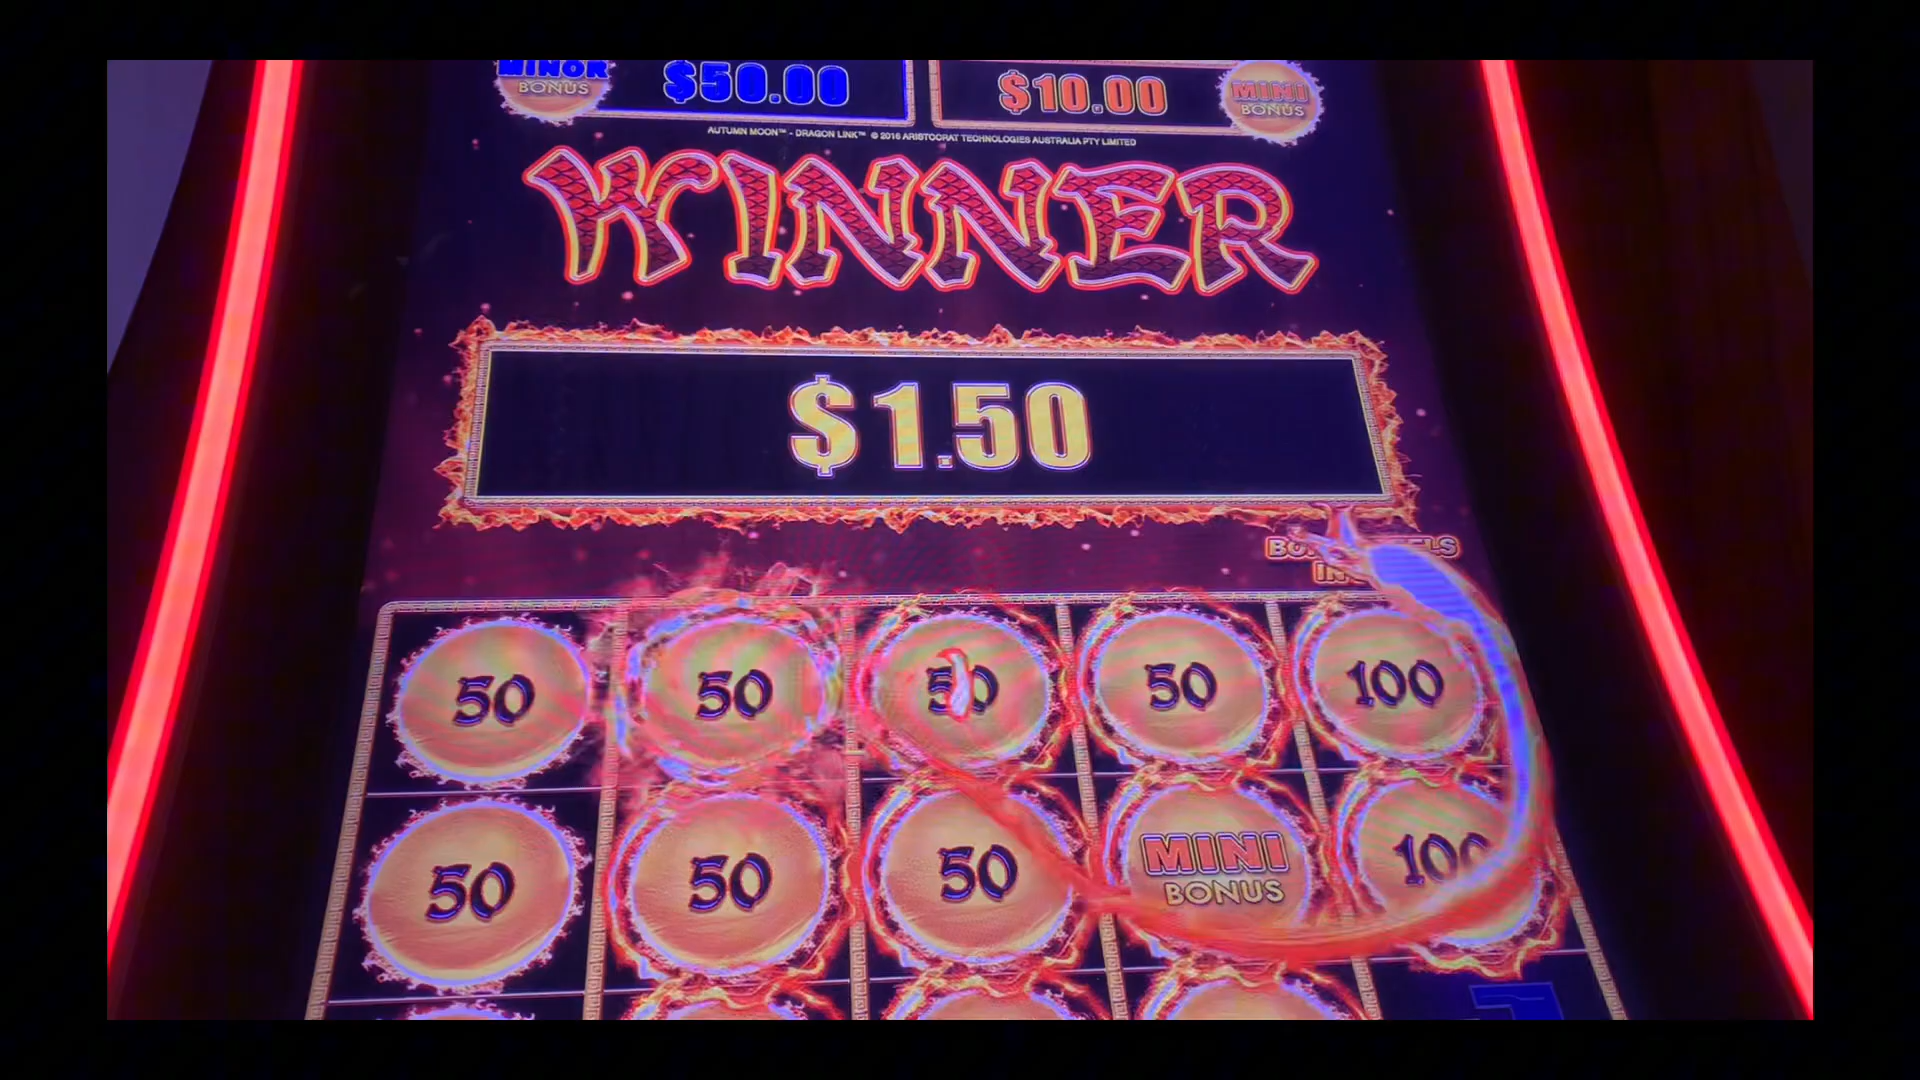 MINOR
BONUS
$50.00
$10.00
MINI
BONUS
AUTUMN MOON™ - DRAGON LINK™ © 2016 ARISTOCRAT TECHNOLOGIES AUSTRALIA PTY LIMITED
WINNER
$1.50
50
50
50
50
100
50
50
50
MINI
BONUS
100